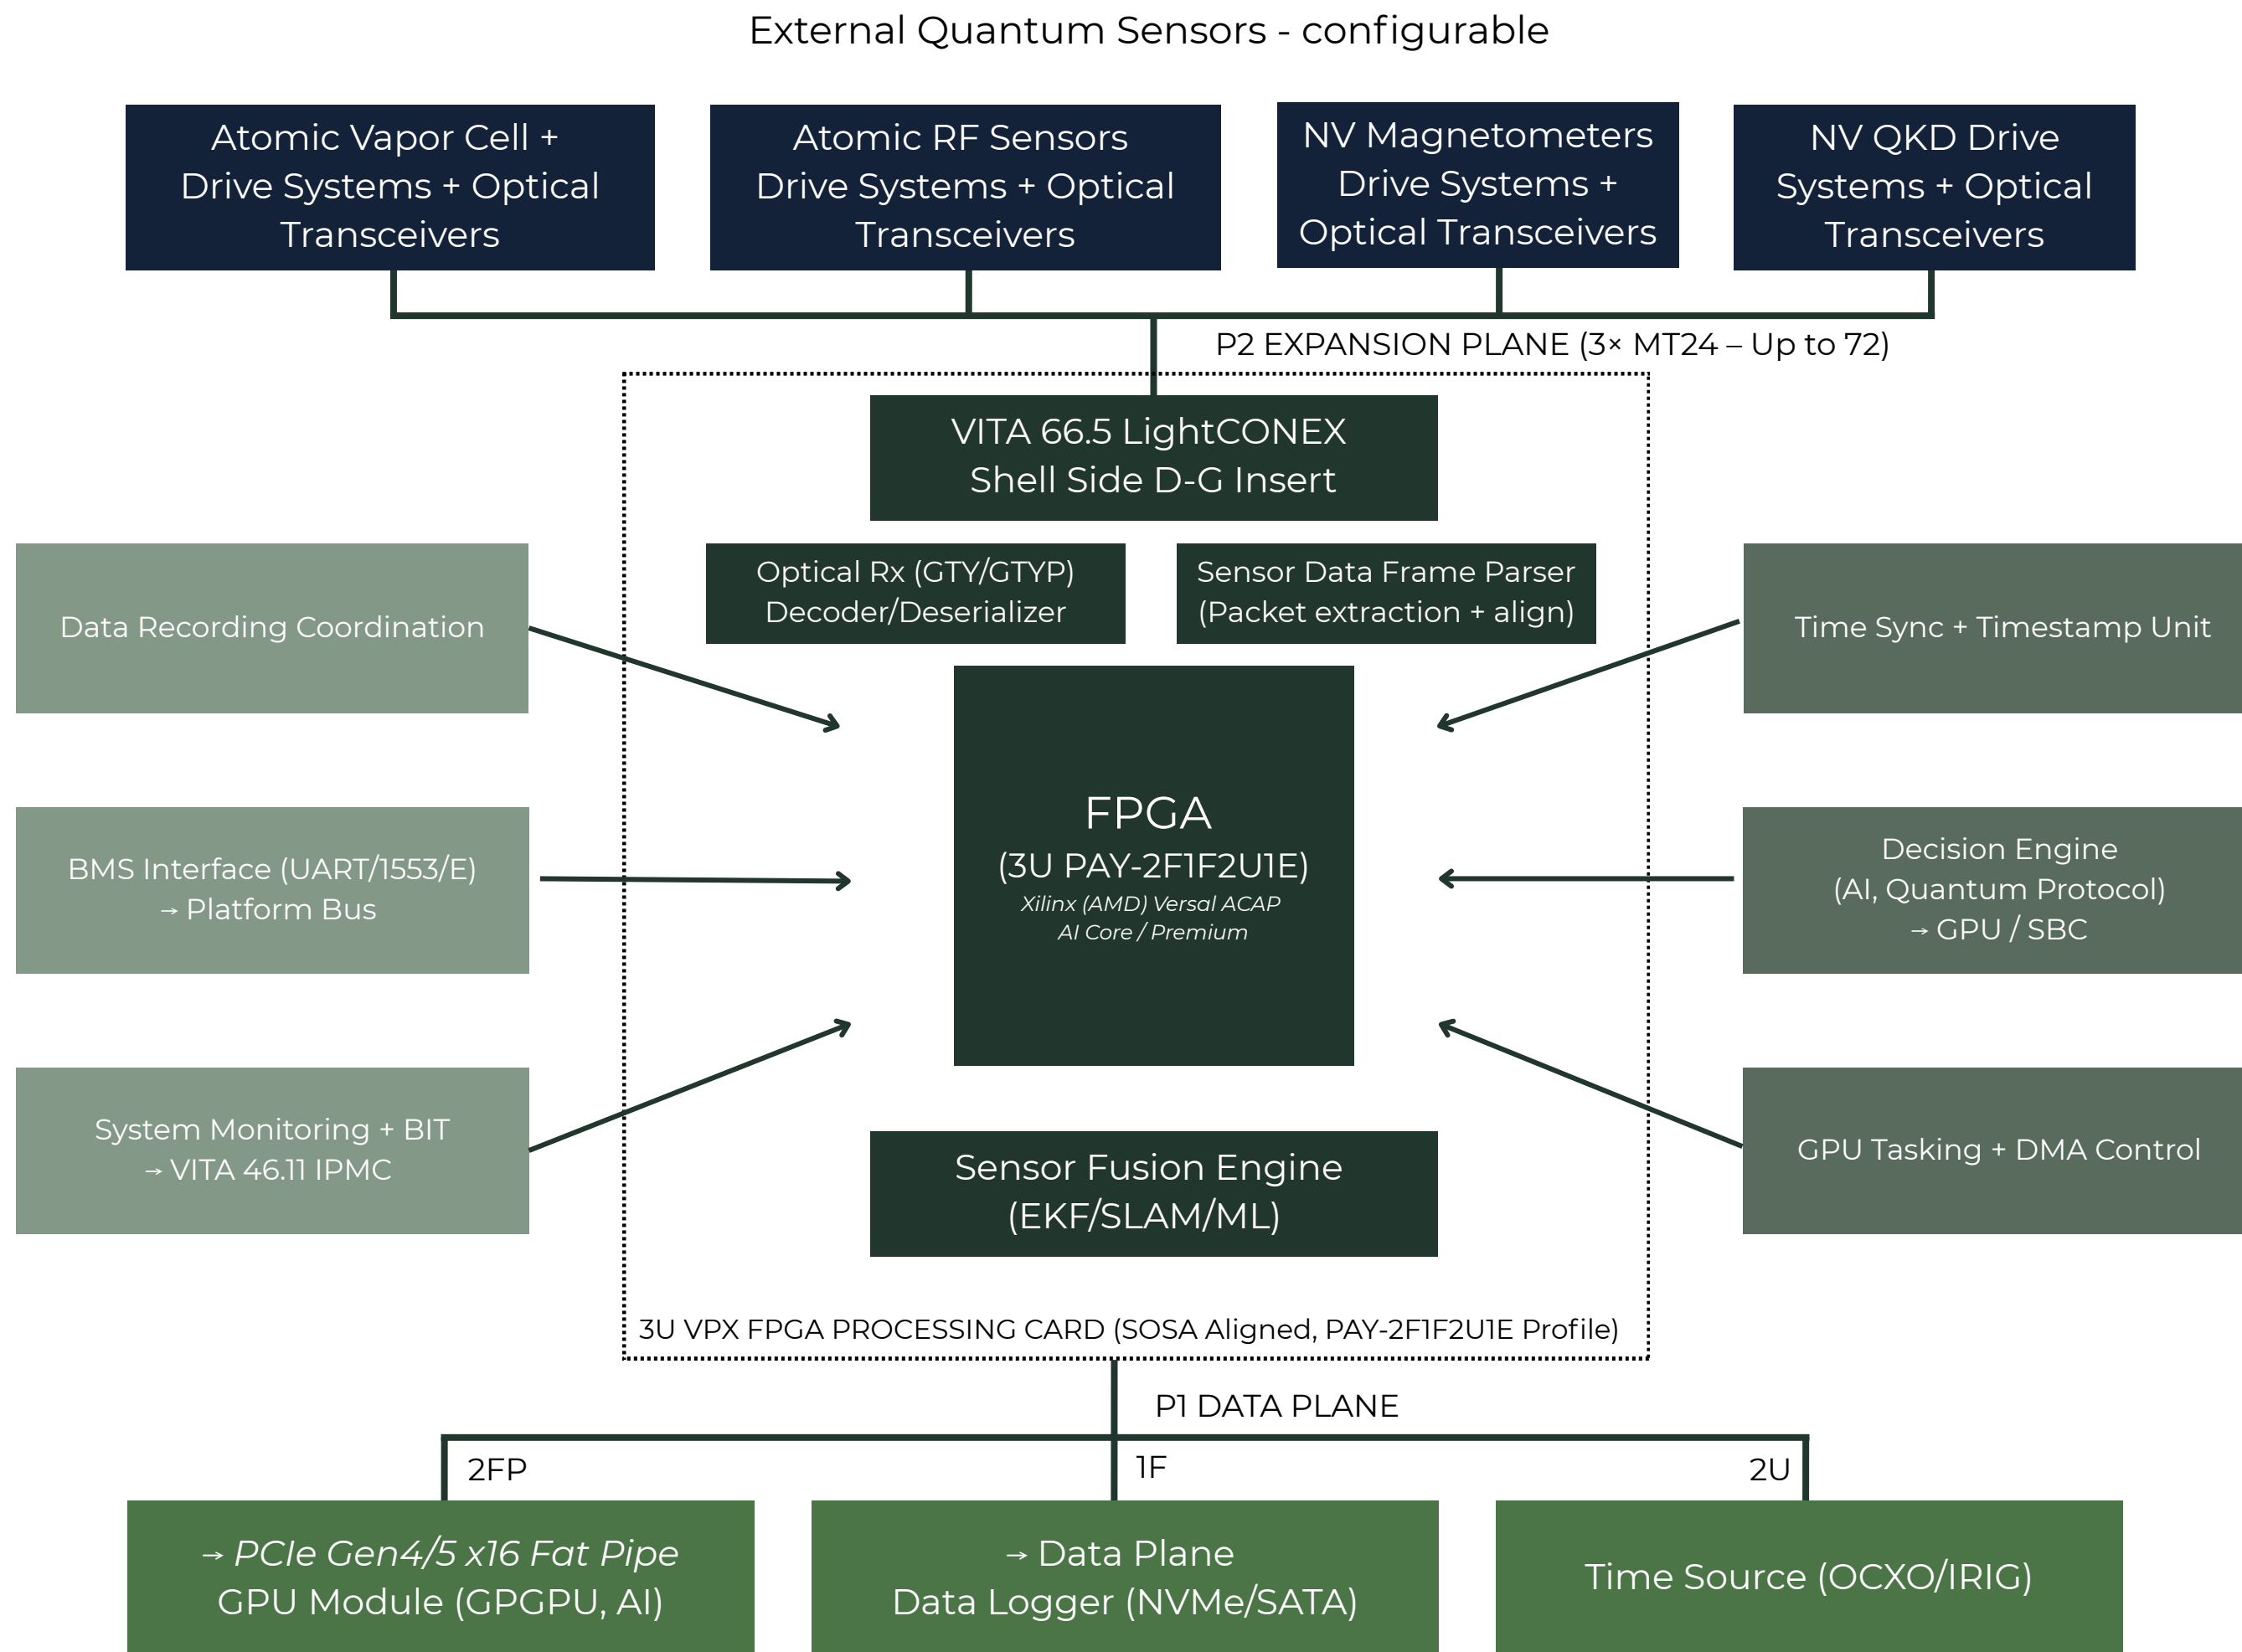 External Quantum Sensors - configurable
Atomic Vapor Cell +
Drive Systems + Optical
Transceivers
Atomic RF Sensors
Drive Systems + Optical
Transceivers
NV Magnetometers
Drive Systems +
Optical Transceivers
NV QKD Drive
Systems + Optical
Transceivers
P2 EXPANSION PLANE (3× MT24 – Up to 72)
VITA 66.5 LightCONEX
Shell Side D-G Insert
Optical Rx (GTY/GTYP)
Decoder/Deserializer
Sensor Data Frame Parser
(Packet extraction + align)
Data Recording Coordination
Time Sync + Timestamp Unit
FPGA
(3U PAY-2F1F2U1E)
Xilinx (AMD) Versal ACAP
AI Core / Premium
BMS Interface (UART/1553/E)
→ Platform Bus
Decision Engine
(AI, Quantum Protocol)
→ GPU / SBC
System Monitoring + BIT
→ VITA 46.11 IPMC
GPU Tasking + DMA Control
Sensor Fusion Engine
(EKF/SLAM/ML)
3U VPX FPGA PROCESSING CARD (SOSA Aligned, PAY-2F1F2U1E Profile)
P1 DATA PLANE
2FP
1F
2U
→ PCIe Gen4/5 x16 Fat Pipe
GPU Module (GPGPU, AI)
→ Data Plane
Data Logger (NVMe/SATA)
Time Source (OCXO/IRIG)